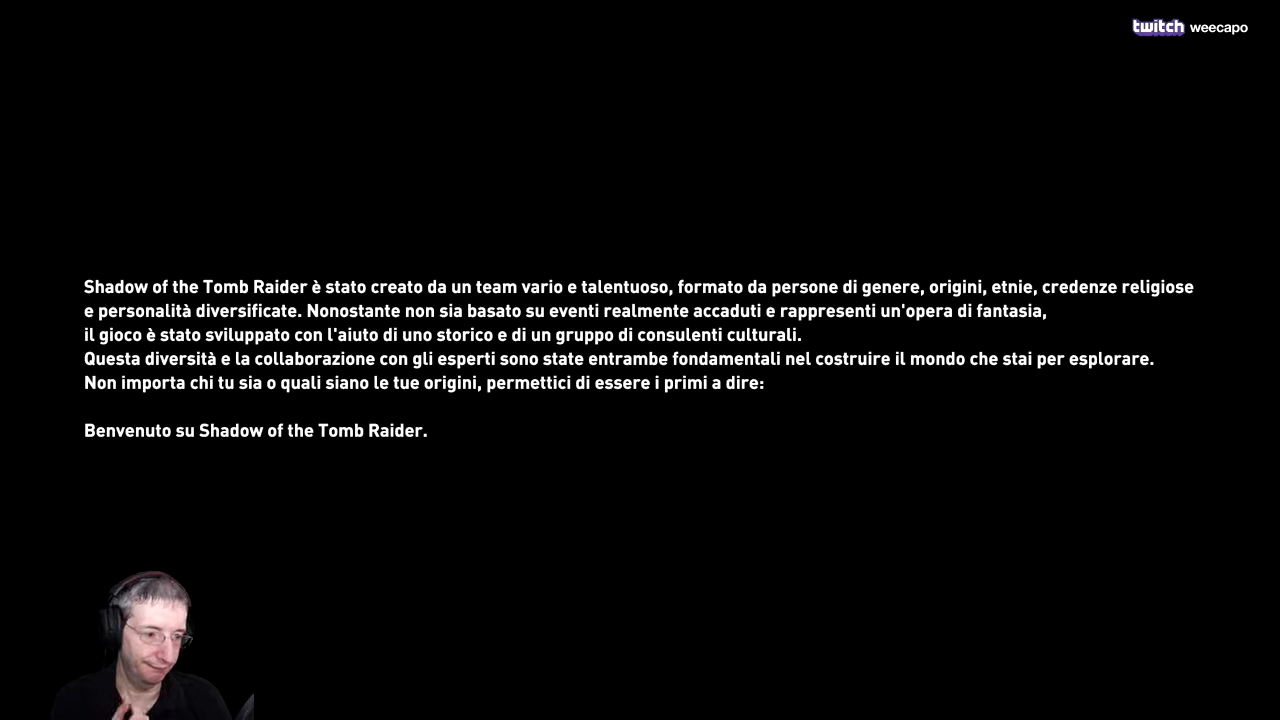 twitch weecapo
Shadow of the Tomb Raider è stato creato da un team vario e talentuoso, formato da persone di genere, origini, etnie, credenze religiose
e personalità diversificate. Nonostante non sia basato su eventi realmente accaduti e rappresenti un'opera di fantasia,
il gioco è stato sviluppato con l'aiuto di uno storico e di un gruppo di consulenti culturali.
Questa diversità e la collaborazione con gli esperti sono state entrambe fondamentali nel costruire il mondo che stai per esplorare.
Non importa chi tu sia o quali siano le tue origini, permettici di essere i primi a dire:
Benvenuto su Shadow of the Tomb Raider.